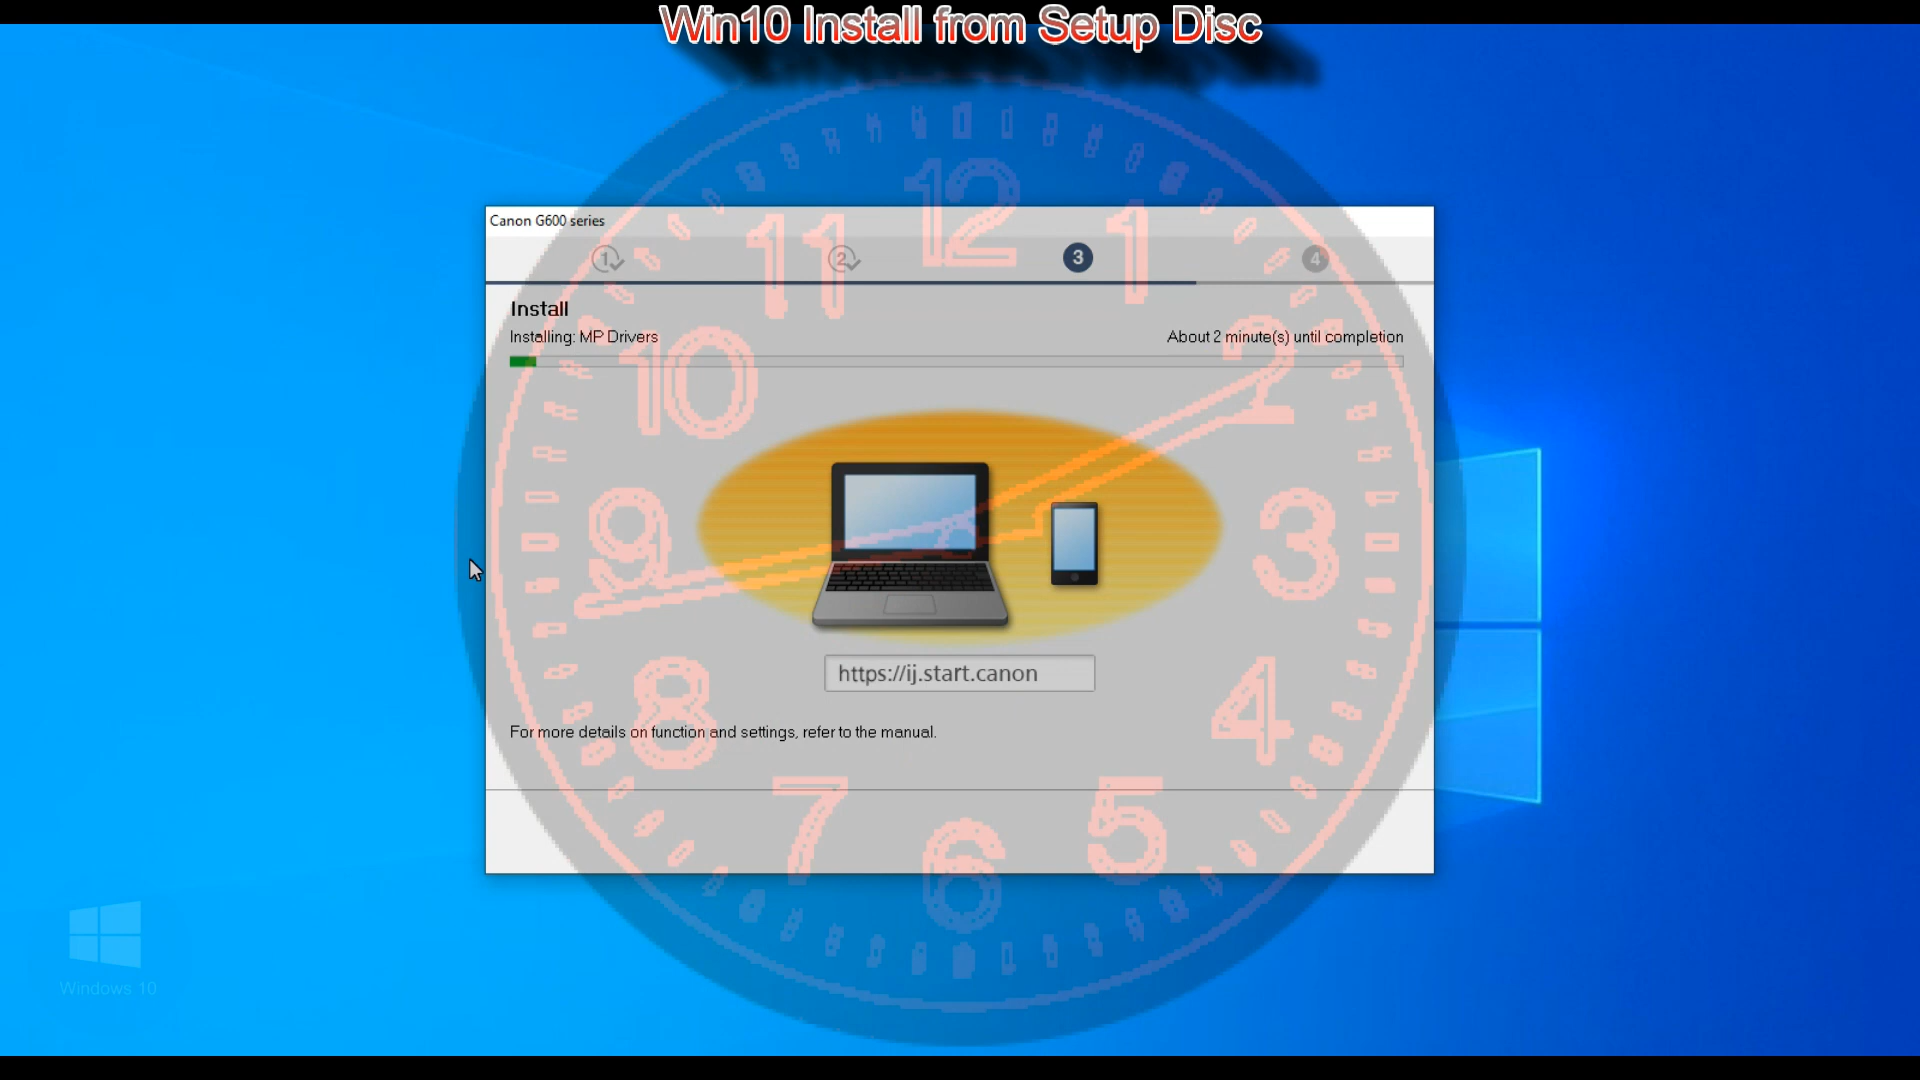 Win10 Install from Setup Disc
Canon G600 series
1 2 3 4
Install
Installing: MP Drivers
About 2 minute(s) until completion
https://ij.start.canon
For more details on function and settings, refer to the manual.
12
11 1
10 2
9 3
8 4
7 5
6
Windows 10